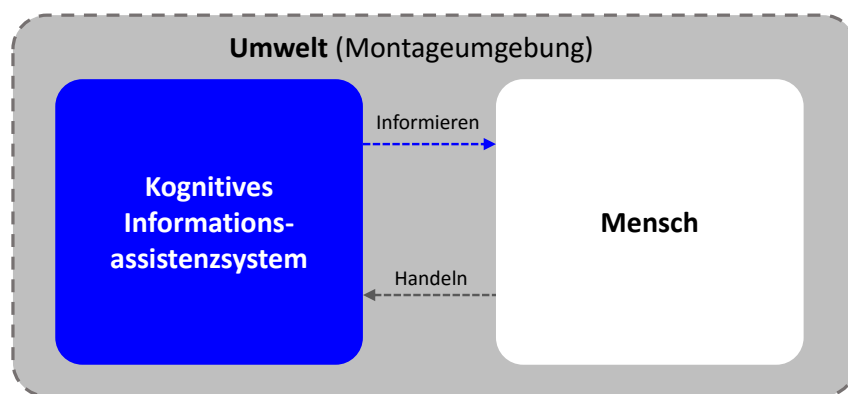 Umwelt (Montageumgebung)
Informieren
Kognitives
Informations-
assistenzsystem
Mensch
Handeln